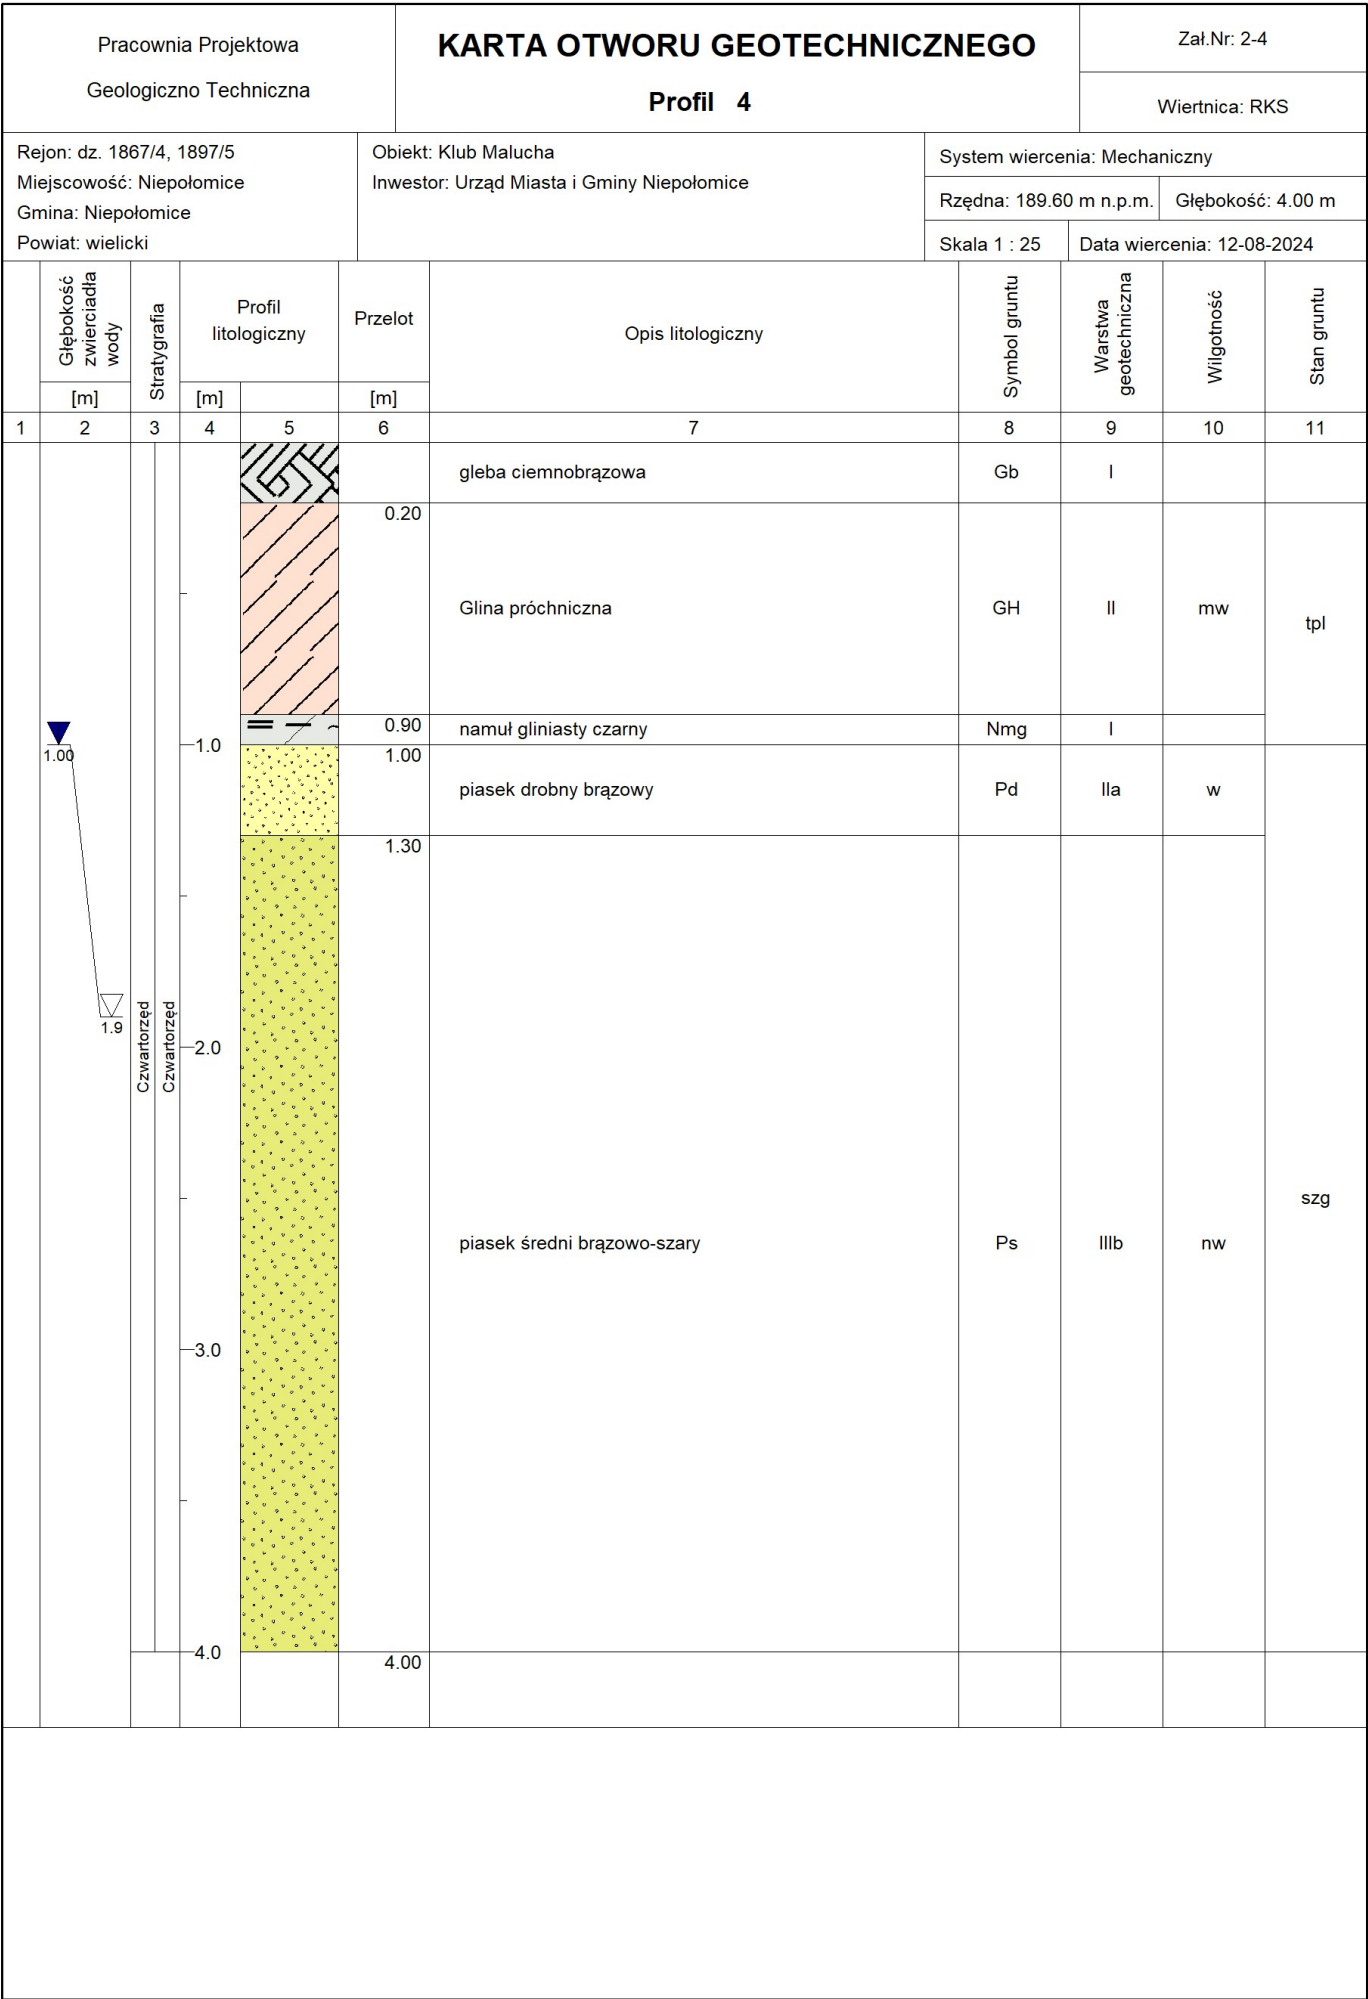 Pracownia Projektowa
Geologiczno Techniczna
KARTA OTWORU GEOTECHNICZNEGO
Profil 4
Zał.Nr: 2-4
Wiertnica: RKS
Rejon: dz. 1867/4, 1897/5
Miejscowość: Niepołomice
Gmina: Niepołomice
Powiat: wielicki
Obiekt: Klub Malucha
Inwestor: Urząd Miasta i Gminy Niepołomice
System wiercenia: Mechaniczny
Rzędna: 189.60 m n.p.m.
Głębokość: 4.00 m
Skala 1 : 25
Data wiercenia: 12-08-2024
Głębokość
zwierciadła
wody
[m]
Stratygrafia
Profil
litologiczny
[m]
Przelot
[m]
Opis litologiczny
Symbol gruntu
Warstwa
geotechniczna
Wilgotność
Stan gruntu
1 2 3 4 5 6 7 8 9 10 11
gleba ciemnobrązowa Gb I
0.20
Glina próchniczna GH II mw
tpl
0.90 namuł gliniasty czarny Nmg I
1.0
1.00
1.00
piasek drobny brązowy Pd IIa w
1.30
1.9
Czwartorzęd
Czwartorzęd
2.0
szg
piasek średni brązowo-szary Ps IIIb nw
3.0
4.0
4.00